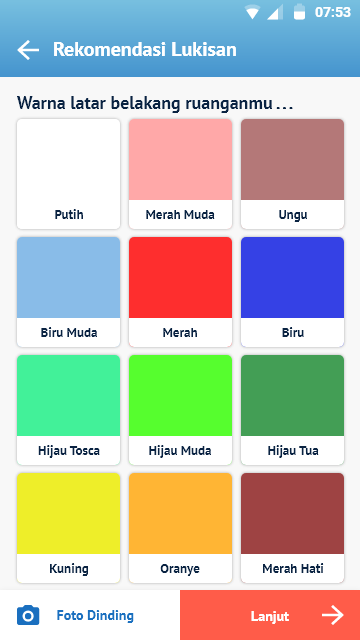 07:53
Rekomendasi Lukisan
Warna latar belakang ruanganmu ...
Putih
Merah Muda
Ungu
Biru Muda
Merah
Biru
Hijau Tosca
Hijau Muda
Hijau Tua
Kuning
Oranye
Merah Hati
Foto Dinding
Lanjut